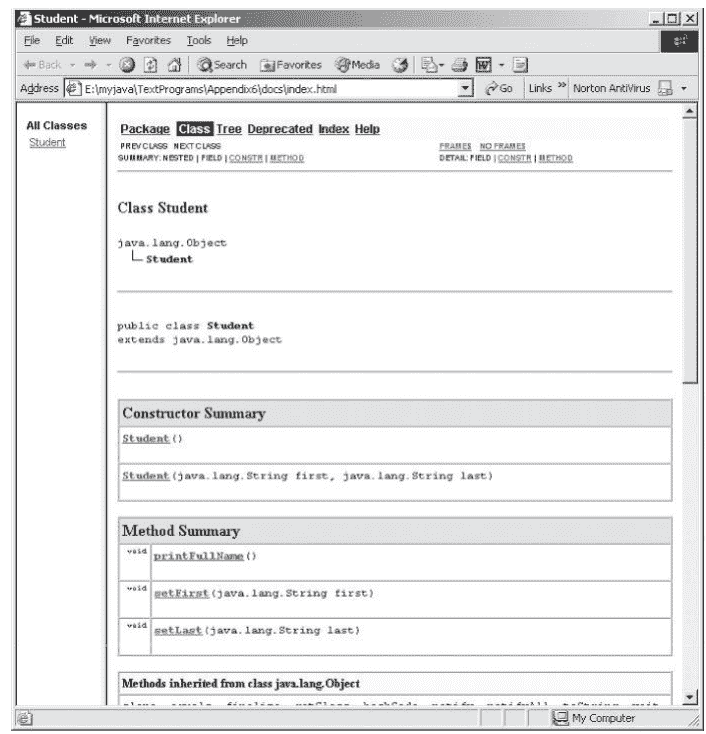 Student - Microsoft Internet Explorer
File Edit View Favorites Tools Help
Back Search Favorites Media
Address E:\myjava\TextPrograms\Appendix6\docs\index.html Go Links » Norton AntiVirus
All Classes
Student
Package Class Tree Deprecated Index Help
PREV CLASS NEXT CLASS FRAMES NO FRAMES
SUMMARY: NESTED | FIELD | CONSTR | METHOD DETAIL: FIELD | CONSTR | METHOD
Class Student
java.lang.Object
Student
public class Student
extends java.lang.Object
Constructor Summary
Student()
Student(java.lang.String first, java.lang.String last)
Method Summary
void printFullName()
void setFirst(java.lang.String first)
void setLast(java.lang.String last)
Methods inherited from class java.lang.Object
My Computer